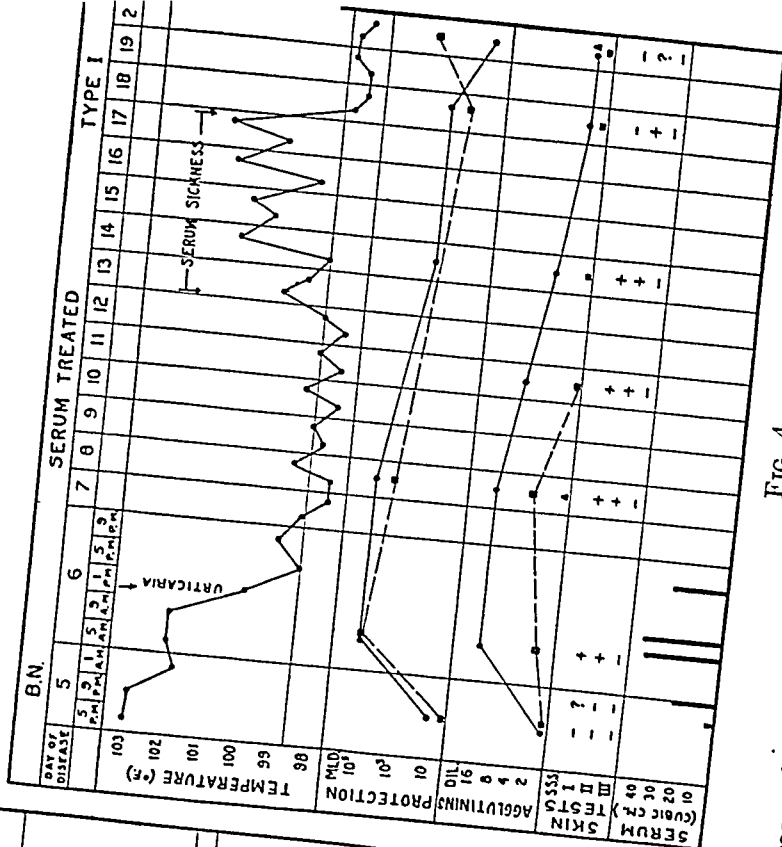 B.N. SERUM TREATED TYPE I
DAY OF DISEASE 5 6 7 8 9 10 11 12 13 14 15 16 17 18 19 2
5 P.M. 9 P.M. 1 A.M. 5 A.M. 9 A.M. 1 P.M. 5 P.M. 9 P.M.
TEMPERATURE (°F.)
103
102
101
100
99
98
URTICARIA
SERUM SICKNESS
PROTECTION
MLD.
10⁵
10³
10
AGGLUTININS
DIL.
16
8
4
2
A A
SKIN TESTS
SSS.
I - - + + + + - -
II - ? + + + + + ?
III - - - - - - - -
SERUM (CUBIC CM.)
40
30
20
10
FIG. 4